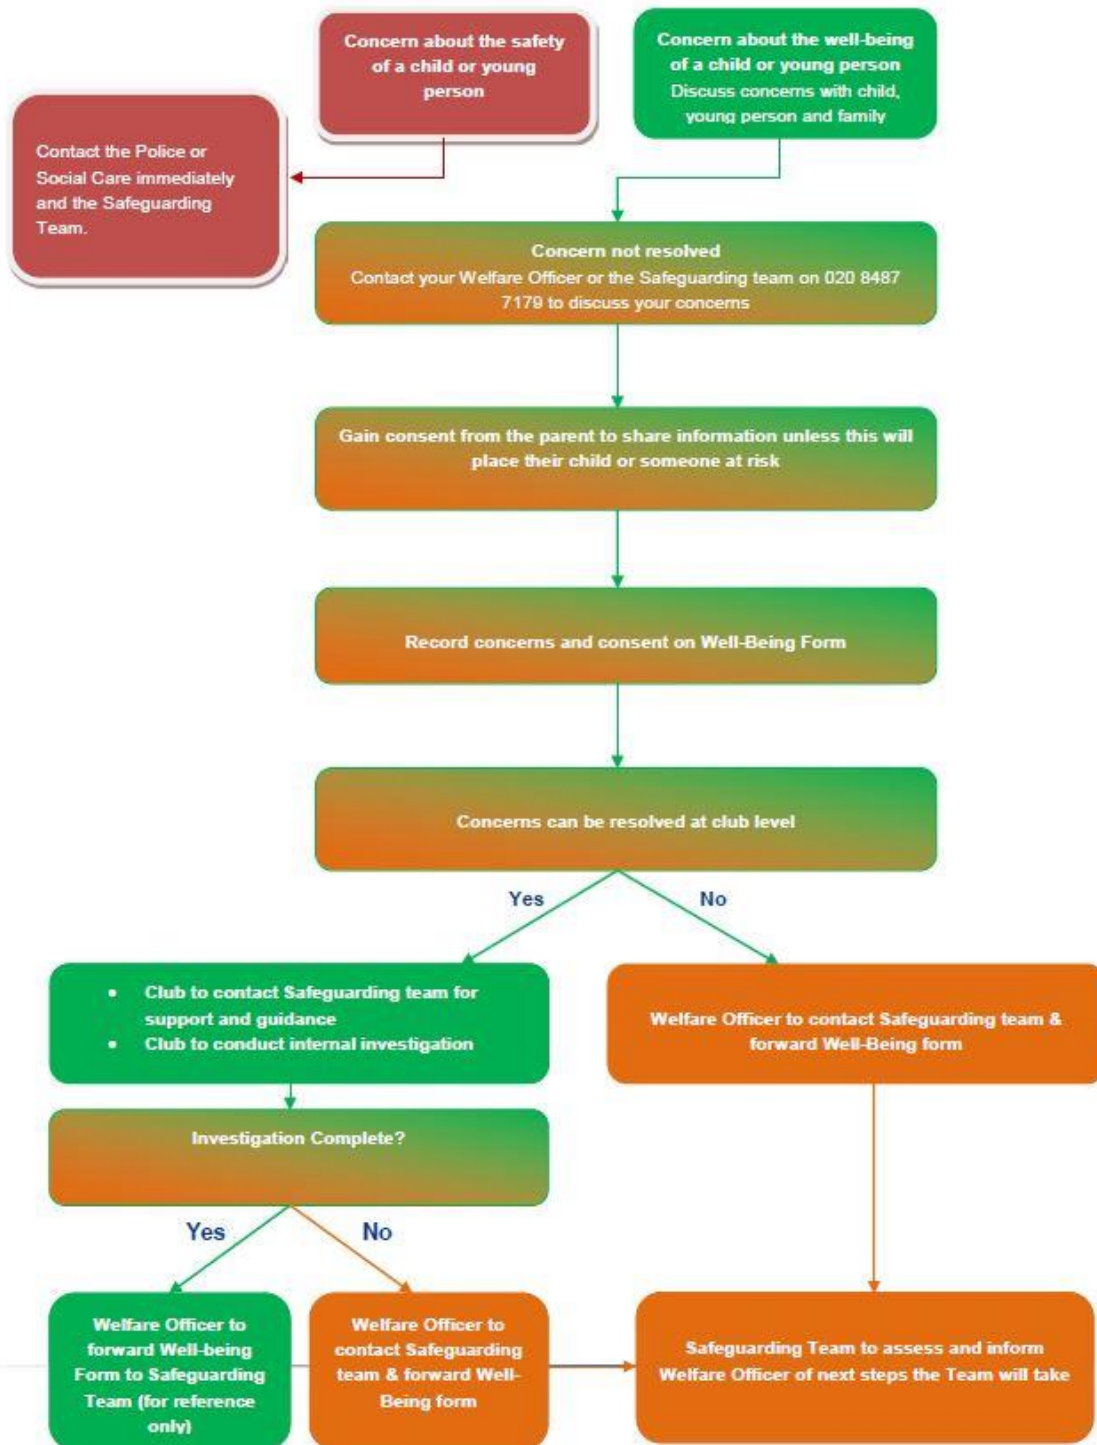 Concern about the safety
of a child or young
person
Concern about the well-being
of a child or young person
Discuss concerns with child,
young person and family
Contact the Police or
Social Care immediately
and the Safeguarding
Team.
Concern not resolved
Contact your Welfare Officer or the Safeguarding team on 020 8487
7179 to discuss your concerns
Gain consent from the parent to share information unless this will
place their child or someone at risk
Record concerns and consent on Well-Being Form
Concerns can be resolved at club level
Yes
No
• Club to contact Safeguarding team for
support and guidance
• Club to conduct internal investigation
Welfare Officer to contact Safeguarding team &
forward Well-Being form
Investigation Complete?
Yes
No
Welfare Officer to
forward Well-being
Form to Safeguarding
Team (for reference
only)
Welfare Officer to
contact Safeguarding
team & forward Well-
Being form
Safeguarding Team to assess and inform
Welfare Officer of next steps the Team will take